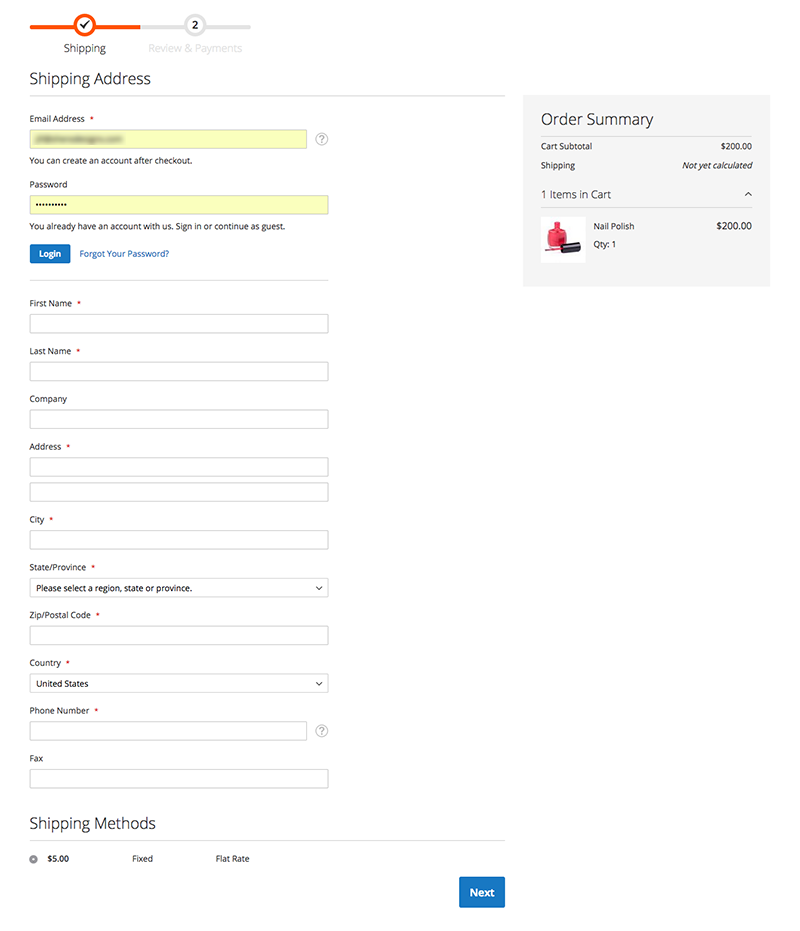 2
Shipping
Review & Payments
Shipping Address
Email Address *
You can create an account after checkout.
Password
••••••••••
You already have an account with us. Sign in or continue as guest.
Login
Forgot Your Password?
First Name *
Last Name *
Company
Address *
City *
State/Province *
Please select a region, state or province.
Zip/Postal Code *
Country *
United States
Phone Number *
?
Fax
Shipping Methods
$5.00 Fixed Flat Rate
Next
?
Order Summary
Cart Subtotal $200.00
Shipping Not yet calculated
1 Items in Cart
Nail Polish $200.00
Qty: 1